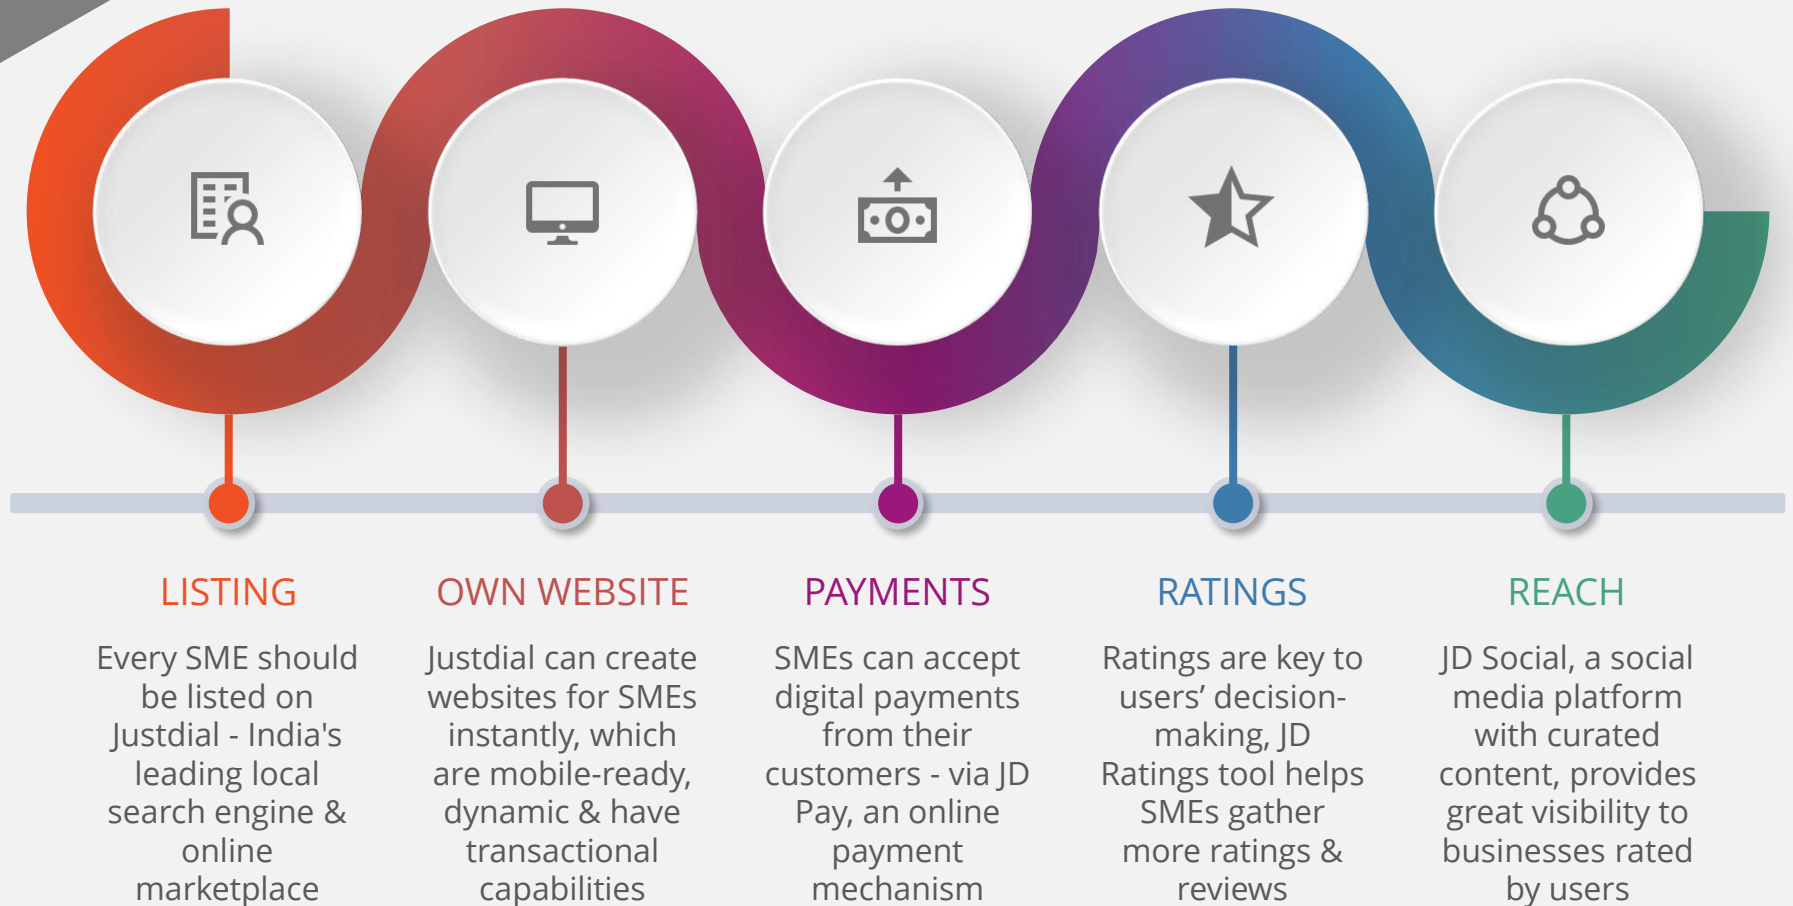 LISTING
Every SME should
be listed on
Justdial - India's
leading local
search engine &
online
marketplace
OWN WEBSITE
Justdial can create
websites for SMEs
instantly, which
are mobile-ready,
dynamic & have
transactional
capabilities
PAYMENTS
SMEs can accept
digital payments
from their
customers - via JD
Pay, an online
payment
mechanism
RATINGS
Ratings are key to
users’ decision-
making, JD
Ratings tool helps
SMEs gather
more ratings &
reviews
REACH
JD Social, a social
media platform
with curated
content, provides
great visibility to
businesses rated
by users